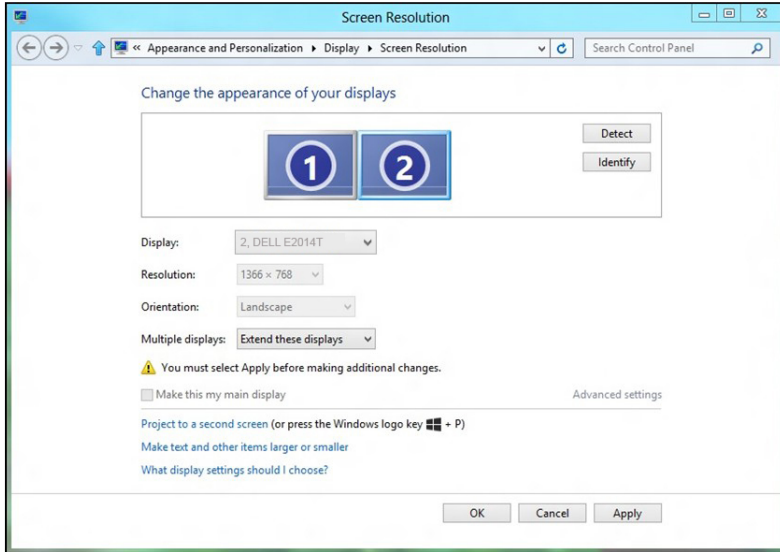 Screen Resolution
« Appearance and Personalization ▸ Display ▸ Screen Resolution
Search Control Panel
Change the appearance of your displays
1 2
Detect
Identify
Display: 2, DELL E2014T
Resolution: 1366 × 768
Orientation: Landscape
Multiple displays: Extend these displays
You must select Apply before making additional changes.
Make this my main display Advanced settings
Project to a second screen (or press the Windows logo key + P)
Make text and other items larger or smaller
What display settings should I choose?
OK Cancel Apply